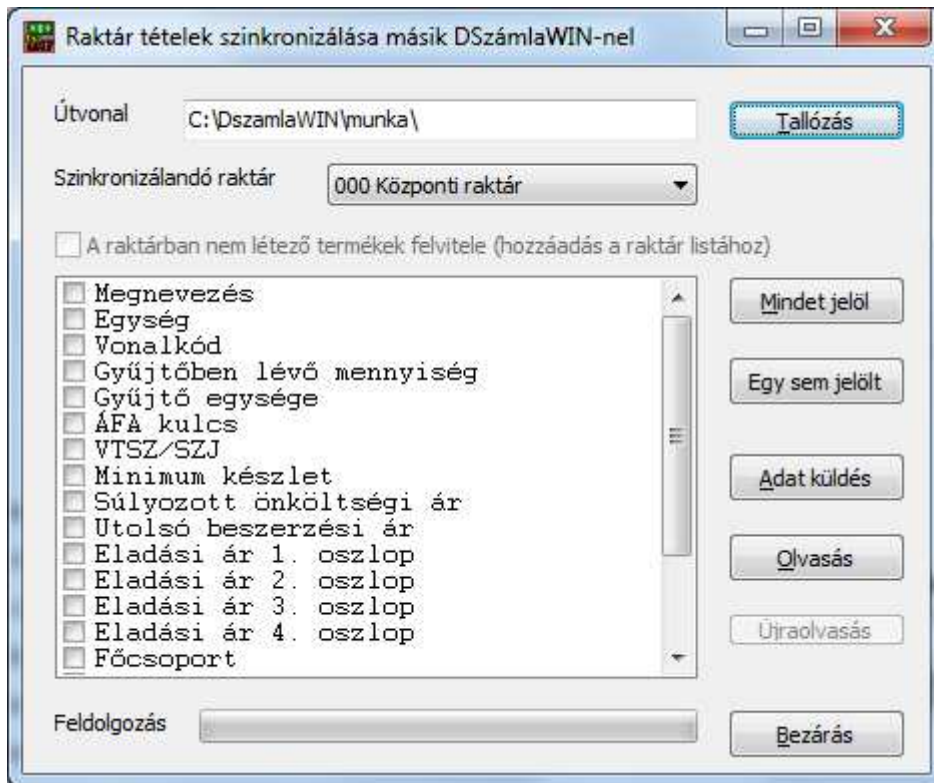 Raktár tételek szinkronizálása másik DSzámlaWIN-nel
Útvonal C:\DszamlaWIN\munka\ Tallózás
Szinkronizálandó raktár 000 Központi raktár
A raktárban nem létező termékek felvitele (hozzáadás a raktár listához)
Megnevezés
Egység
Vonalkód
Gyűjtőben lévő mennyiség
Gyűjtő egysége
ÁFA kulcs
VTSZ/SZJ
Minimum készlet
Súlyozott önköltségi ár
Utolsó beszerzési ár
Eladási ár 1. oszlop
Eladási ár 2. oszlop
Eladási ár 3. oszlop
Eladási ár 4. oszlop
Főcsoport
Mindet jelöl
Egy sem jelölt
Adat küldés
Olvasás
Újraolvasás
Feldolgozás
Bezárás